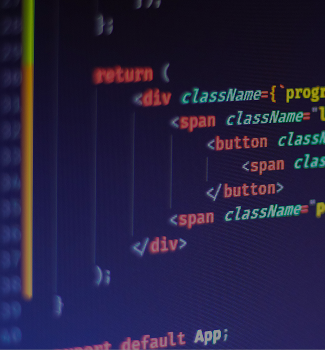 });
};
return (
<div className={`progr
<span className="l
<button classN
<span clas
</button>
<span className="p
</div>
);
}
export default App;